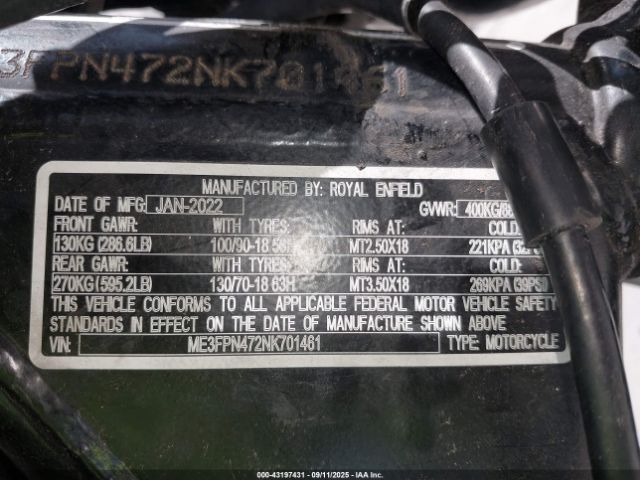 3FPN472NK701461
MANUFACTURED BY: ROYAL ENFIELD
DATE OF MFG: JAN-2022 GVWR: 400KG/
FRONT GAWR: WITH TYRES: RIMS AT: COLD:
130KG (286.6LB) 100/90-18 MT2.50X18 221KPA
REAR GAWR: WITH TYRES: RIMS AT: COLD:
270KG(595.2LB) 130/70-18 63H MT3.50X18 269KPA (39PSI)
THIS VEHICLE CONFORMS TO ALL APPLICABLE FEDERAL MOTOR VEHICLE SAFETY
STANDARDS IN EFFECT ON THE DATE OF MANUFACTURE SHOWN ABOVE
VIN: ME3FPN472NK701461 TYPE: MOTORCYCLE
©00-43197431 - 09/11/2025 - IAA Inc.